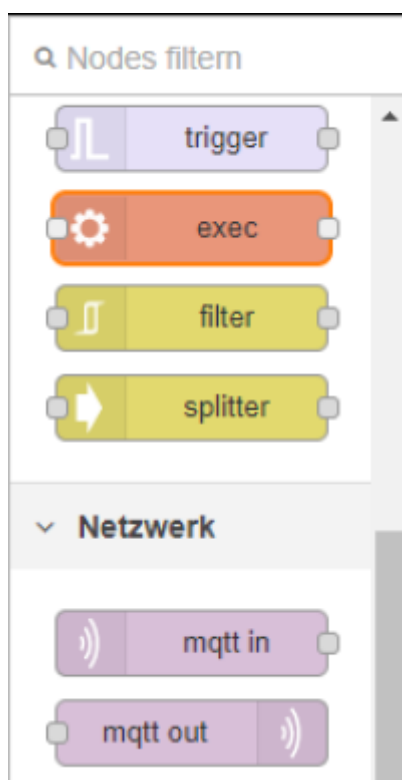 Nodes filtern
trigger
exec
filter
splitter
Netzwerk
mqtt in
mqtt out